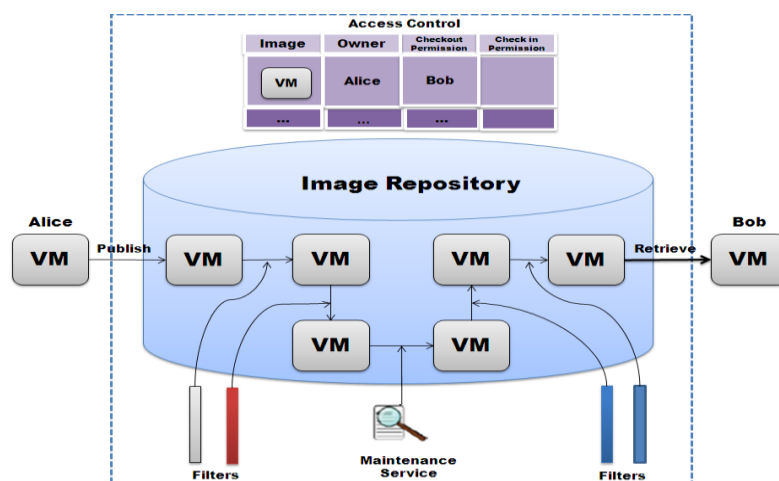 Access Control
Image Owner Checkout Permission Check in Permission
VM Alice Bob
... ... ...
Image Repository
Alice
Bob
VM Publish VM VM VM VM Retrieve VM
VM VM
Maintenance
Service
Filters
Filters